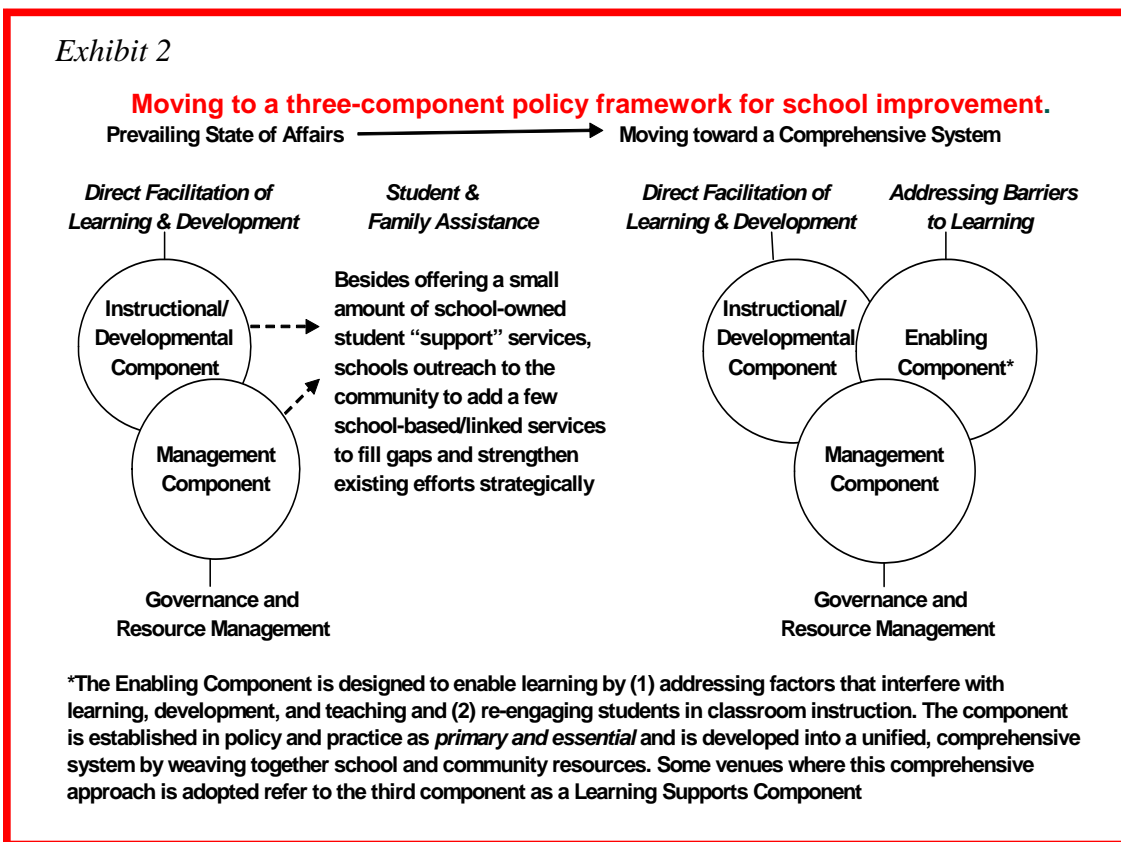 Exhibit 2
Moving to a three-component policy framework for school improvement.
Prevailing State of Affairs
Moving toward a Comprehensive System
Direct Facilitation of
Learning & Development
Student &
Family Assistance
Direct Facilitation of
Learning & Development
Addressing Barriers
to Learning
Instructional/
Developmental
Component
Management
Component
Besides offering a small
amount of school-owned
student “support” services,
schools outreach to the
community to add a few
school-based/linked services
to fill gaps and strengthen
existing efforts strategically
Instructional/
Developmental
Component
Enabling
Component*
Management
Component
Governance and
Resource Management
Governance and
Resource Management
*The Enabling Component is designed to enable learning by (1) addressing factors that interfere with
learning, development, and teaching and (2) re-engaging students in classroom instruction. The component
is established in policy and practice as primary and essential and is developed into a unified, comprehensive
system by weaving together school and community resources. Some venues where this comprehensive
approach is adopted refer to the third component as a Learning Supports Component